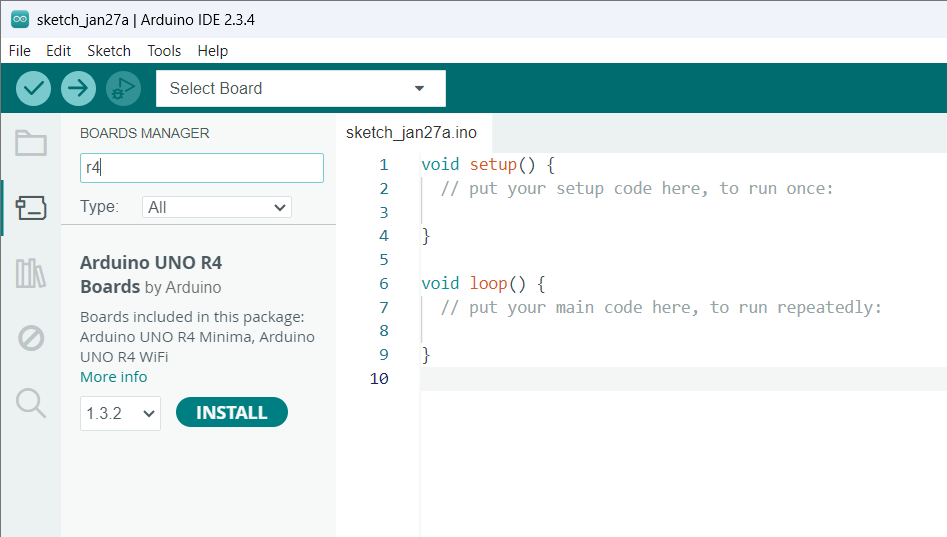 sketch_jan27a | Arduino IDE 2.3.4
File Edit Sketch Tools Help
Select Board
BOARDS MANAGER
r4
Type: All
Arduino UNO R4
Boards by Arduino
Boards included in this package:
Arduino UNO R4 Minima, Arduino
UNO R4 WiFi
More info
1.3.2 INSTALL
sketch_jan27a.ino
1 void setup() {
2 // put your setup code here, to run once:
3
4 }
5
6 void loop() {
7 // put your main code here, to run repeatedly:
8
9 }
10